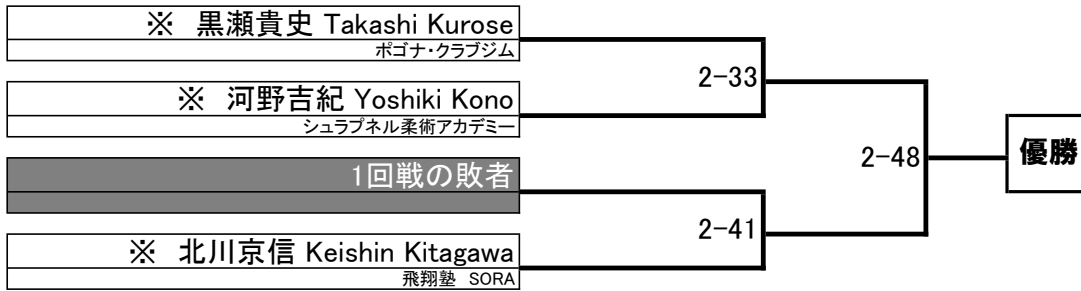 ※　黒瀬貴史 Takashi Kurose
ポゴナ・クラブジム
2-33
※　河野吉紀 Yoshiki Kono
シュラプネル柔術アカデミー
2-48
優勝
1回戦の敗者
2-41
※　北川京信 Keishin Kitagawa
飛翔塾　SORA